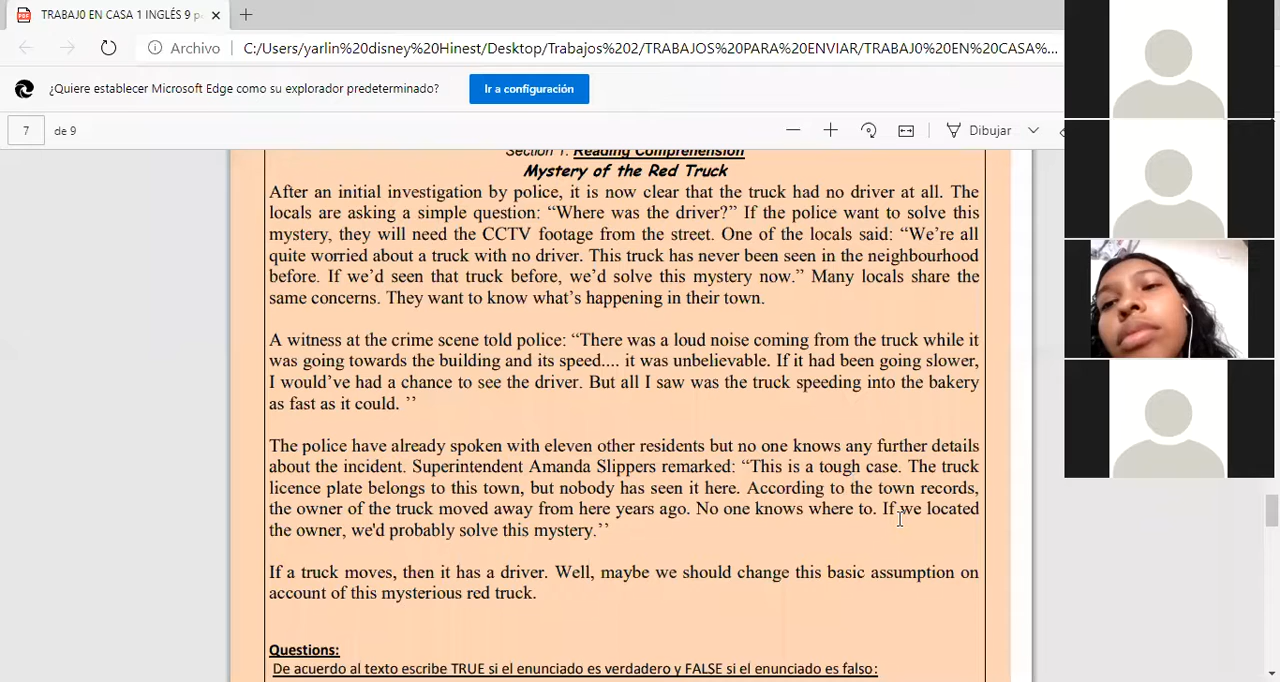 TRABAJ0 EN CASA 1 INGLÉS 9 p
Archivo C:/Users/yarlin%20disney%20Hinest/Desktop/Trabajos%202/TRABAJOS%20PARA%20ENVIAR/TRABAJ0%20EN%20CASA%...
¿Quiere establecer Microsoft Edge como su explorador predeterminado? Ir a configuración
7 de 9 Dibujar
Section 1. Reading Comprehension
Mystery of the Red Truck
After an initial investigation by police, it is now clear that the truck had no driver at all. The
locals are asking a simple question: “Where was the driver?” If the police want to solve this
mystery, they will need the CCTV footage from the street. One of the locals said: “We’re all
quite worried about a truck with no driver. This truck has never been seen in the neighbourhood
before. If we’d seen that truck before, we’d solve this mystery now.” Many locals share the
same concerns. They want to know what’s happening in their town.
A witness at the crime scene told police: “There was a loud noise coming from the truck while it
was going towards the building and its speed.... it was unbelievable. If it had been going slower,
I would’ve had a chance to see the driver. But all I saw was the truck speeding into the bakery
as fast as it could. ’’
The police have already spoken with eleven other residents but no one knows any further details
about the incident. Superintendent Amanda Slippers remarked: “This is a tough case. The truck
licence plate belongs to this town, but nobody has seen it here. According to the town records,
the owner of the truck moved away from here years ago. No one knows where to. If we located
the owner, we'd probably solve this mystery.’’
If a truck moves, then it has a driver. Well, maybe we should change this basic assumption on
account of this mysterious red truck.
Questions:
De acuerdo al texto escribe TRUE si el enunciado es verdadero y FALSE si el enunciado es falso: